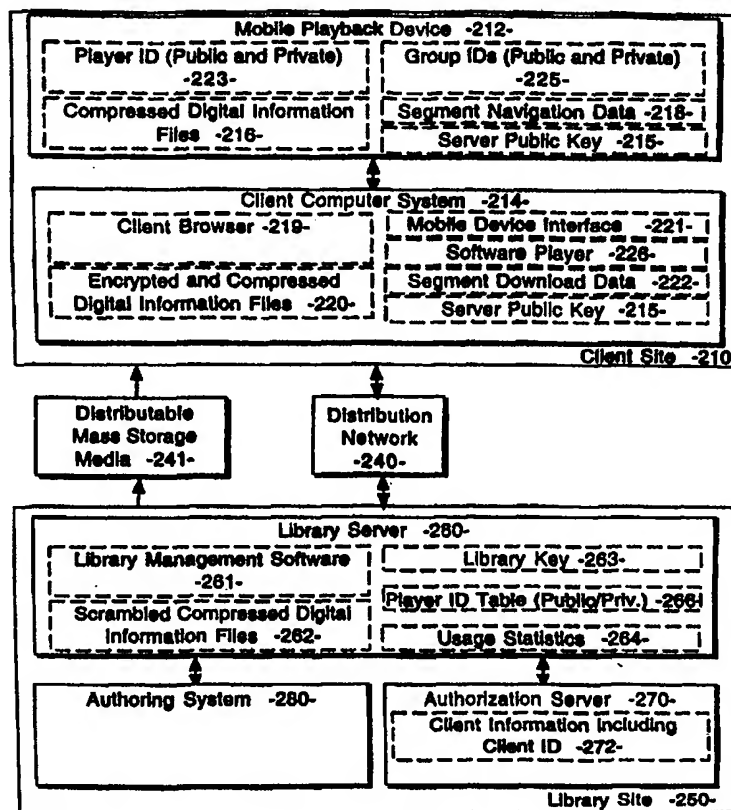 Mobile Playback Device -212-
Player ID (Public and Private)
-223-
Group IDs (Public and Private)
-225-
Compressed Digital Information
Files -216-
Segment Navigation Data -218-
Server Public Key -215-
Client Computer System -214-
Client Browser -219-
Mobile Device Interface -221-
Software Player -226-
Encrypted and Compressed
Digital Information Files -220-
Segment Download Data -222-
Server Public Key -215-
Client Site -210
Distributable
Mass Storage
Media -241-
Distribution
Network
-240-
Library Server -260-
Library Management Software
-261-
Library Key -263-
Player ID Table (Public/Priv.) -266-
Scrambled Compressed Digital
Information Files -262-
Usage Statistics -264-
Authoring System -280-
Authorization Server -270-
Client Information Including
Client ID -272-
Library Site -250-